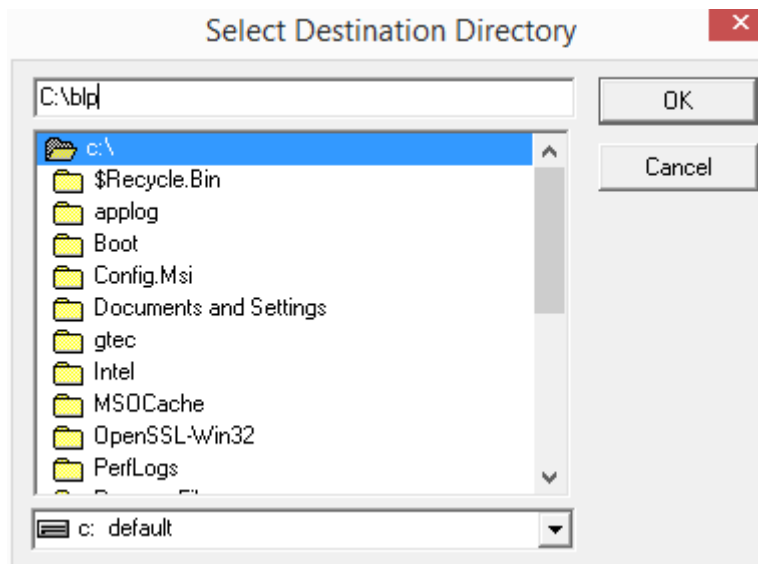 Select Destination Directory
C:\blp
OK
Cancel
c:\
$Recycle.Bin
applog
Boot
Config.Msi
Documents and Settings
gtec
Intel
MSOCache
OpenSSL-Win32
PerfLogs
c: default